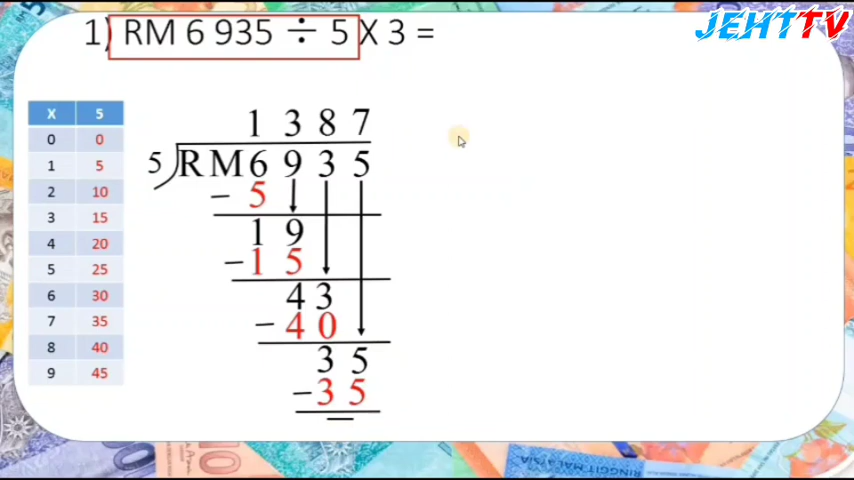 JEHTTV
1) RM 6 935 ÷ 5 X 3 =
X 5
0 0
1 5
2 10
3 15
4 20
5 25
6 30
7 35
8 40
9 45
1 3 8 7
5 RM 6 9 3 5
− 5
1 9
− 1 5
4 3
− 4 0
3 5
− 3 5
−
RINGGIT MALAYSIA